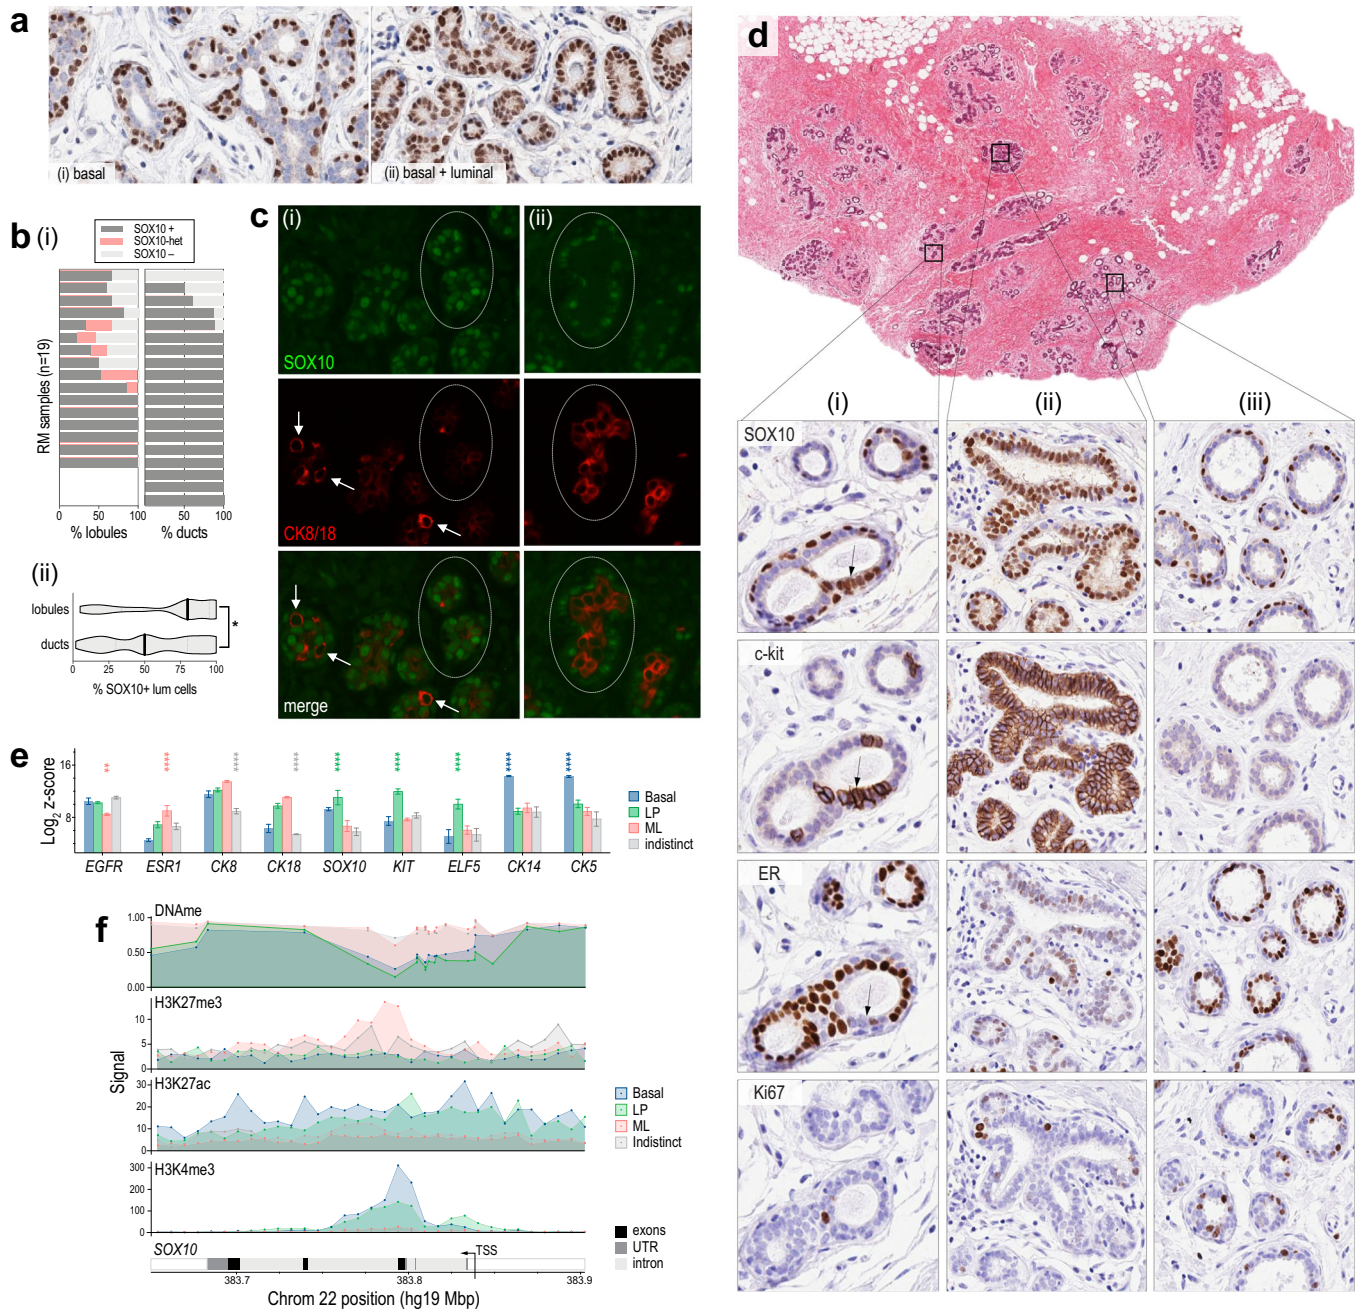 a
(i) basal
(ii) basal + luminal
b (i)
SOX10 +
SOX10-het
SOX10 –
RM samples (n=19)
0 50 100
0 50 100
% lobules
% ducts
(ii)
lobules
ducts
*
0 25 50 75 100
% SOX10+ lum cells
c (i) (ii)
SOX10
CK8/18
merge
d
(i) (ii) (iii)
SOX10
c-kit
ER
Ki67
e
Log2 z-score
16
8
** **** **** **** **** **** **** **** ****
EGFR ESR1 CK8 CK18 SOX10 KIT ELF5 CK14 CK5
Basal
LP
ML
indistinct
f
Signal
DNAme
1.00
0.50
0.00
H3K27me3
10
5
0
H3K27ac
30
20
10
0
H3K4me3
300
200
100
0
Basal
LP
ML
Indistinct
SOX10
TSS
exons
UTR
intron
383.7 383.8 383.9
Chrom 22 position (hg19 Mbp)